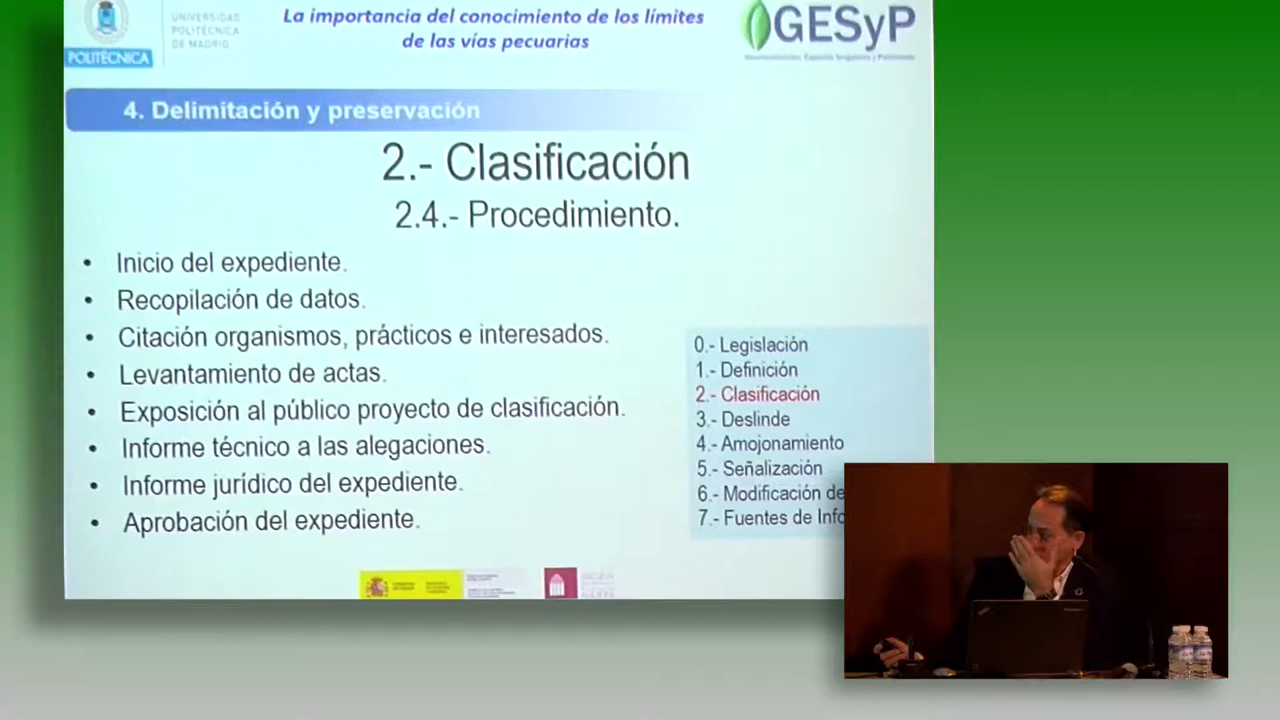 UNIVERSIDAD
POLITÉCNICA
DE MADRID
POLITÉCNICA
La importancia del conocimiento de los límites
de las vías pecuarias
GESyP
4. Delimitación y preservación
2.- Clasificación
2.4.- Procedimiento.
• Inicio del expediente.
• Recopilación de datos.
• Citación organismos, prácticos e interesados.
• Levantamiento de actas.
• Exposición al público proyecto de clasificación.
• Informe técnico a las alegaciones.
• Informe jurídico del expediente.
• Aprobación del expediente.
0.- Legislación
1.- Definición
2.- Clasificación
3.- Deslinde
4.- Amojonamiento
5.- Señalización
6.- Modificación de
7.- Fuentes de Info